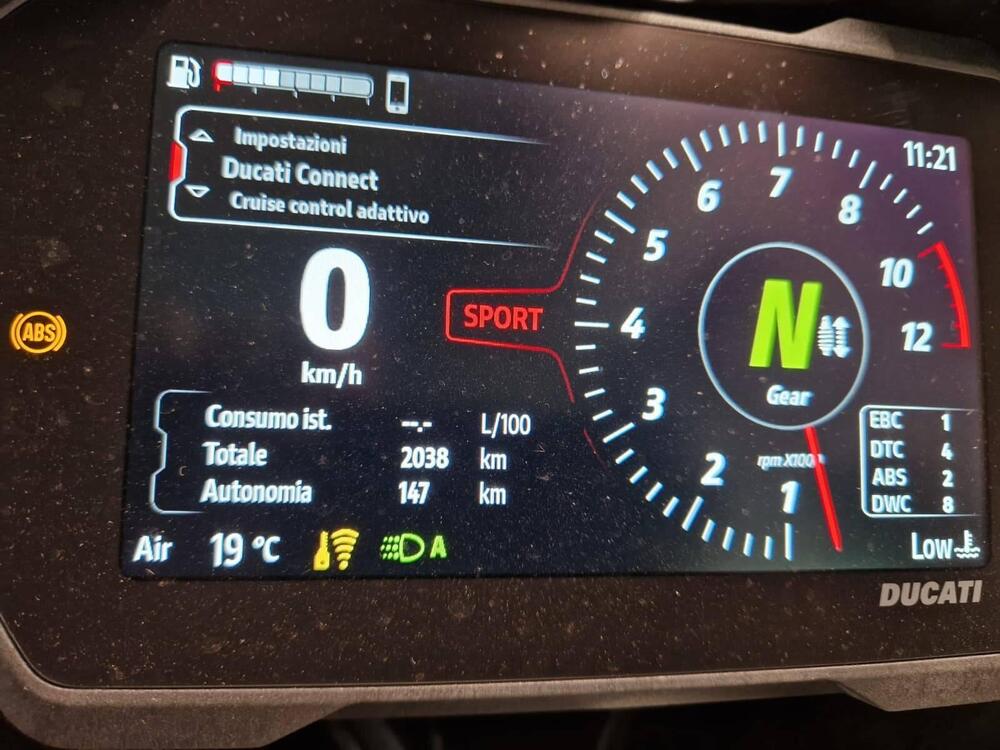 11:21
Impostazioni
Ducati Connect
Cruise control adattivo
0
km/h
SPORT
1
2
3
4
5
6
7
8
10
12
N
Gear
rpm X1000
ABS
Consumo ist. --.- L/100
Totale 2038 km
Autonomia 147 km
EBC 1
DTC 4
ABS 2
DWC 8
Air 19 °C
A
Low
DUCATI